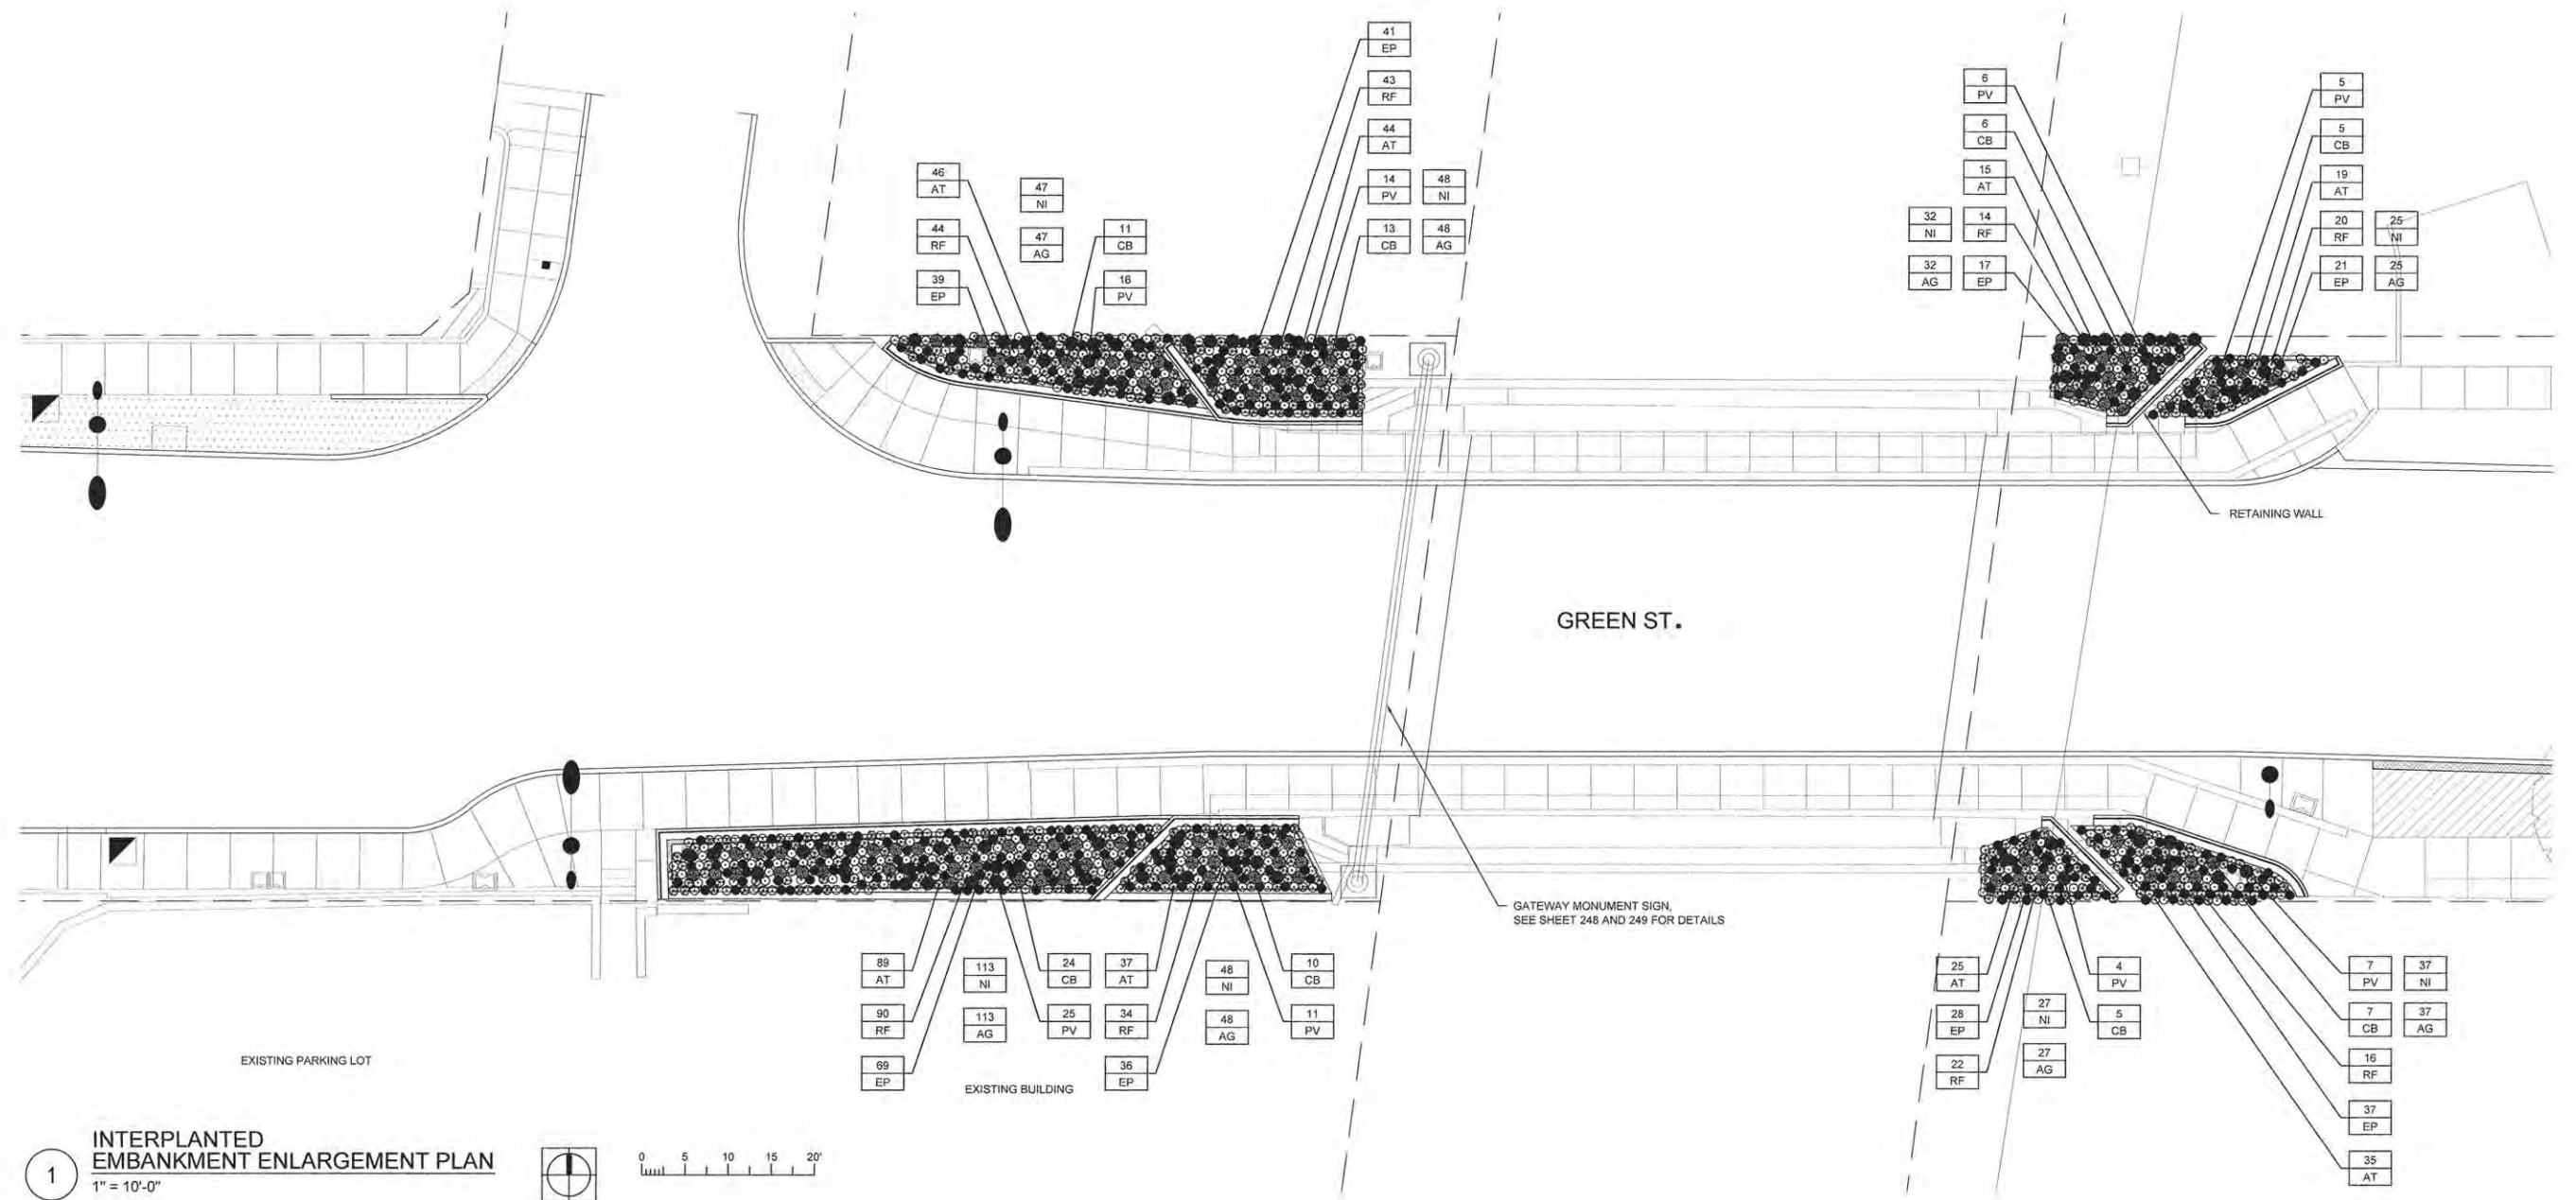 41
EP
43
RF
44
AT
14
PV
48
NI
13
CB
48
AG
46
AT
47
NI
44
RF
47
AG
11
CB
39
EP
16
PV
6
PV
6
CB
15
AT
32
NI
14
RF
32
AG
17
EP
5
PV
5
CB
19
AT
20
RF
25
NI
21
EP
25
AG
RETAINING WALL
GREEN ST.
GATEWAY MONUMENT SIGN,
SEE SHEET 248 AND 249 FOR DETAILS
89
AT
113
NI
24
CB
90
RF
113
AG
25
PV
69
EP
37
AT
48
NI
10
CB
34
RF
48
AG
11
PV
36
EP
25
AT
4
PV
28
EP
27
NI
5
CB
22
RF
27
AG
7
PV
37
NI
7
CB
37
AG
16
RF
37
EP
35
AT
EXISTING PARKING LOT
EXISTING BUILDING
1
INTERPLANTED
EMBANKMENT ENLARGEMENT PLAN
1" = 10'-0"
0 5 10 15 20'